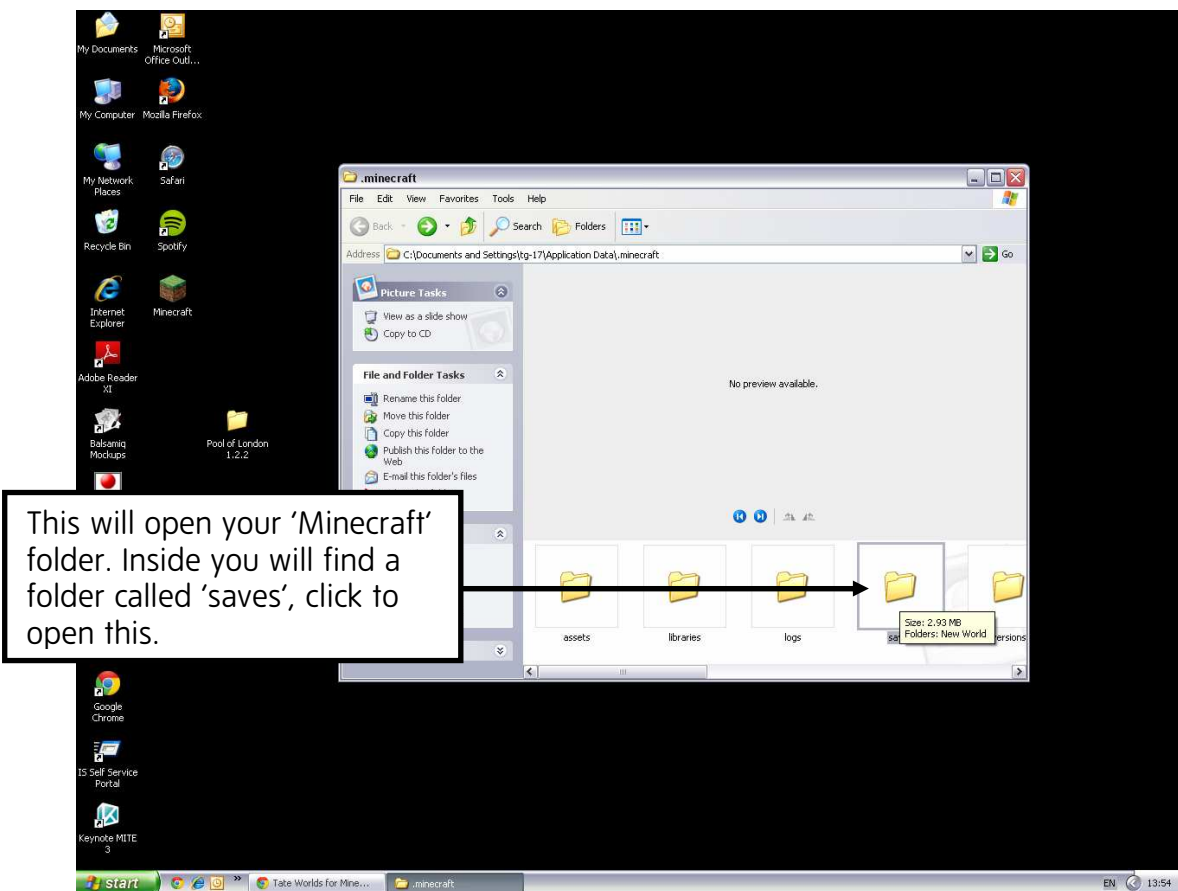 My Documents
Microsoft
Office Outl...
My Computer
Mozilla Firefox
My Network
Places
Safari
Recycle Bin
Spotify
Internet
Explorer
Minecraft
Adobe Reader
XI
Balsamiq
Mockups
Pool of London
1.2.2
.minecraft
File Edit View Favorites Tools Help
Back Search Folders
Address C:\Documents and Settings\tg-17\Application Data\.minecraft Go
Picture Tasks
View as a slide show
Copy to CD
File and Folder Tasks
Rename this folder
Move this folder
Copy this folder
Publish this folder to the
Web
E-mail this folder's files
No preview available.
This will open your ‘Minecraft’
folder. Inside you will find a
folder called ‘saves’, click to
open this.
assets
libraries
logs
Size: 2.93 MB
Folders: New World
Google
Chrome
IS Self Service
Portal
Keynote MITE
3
start
Tate Worlds for Mine...
.minecraft
EN 13:54